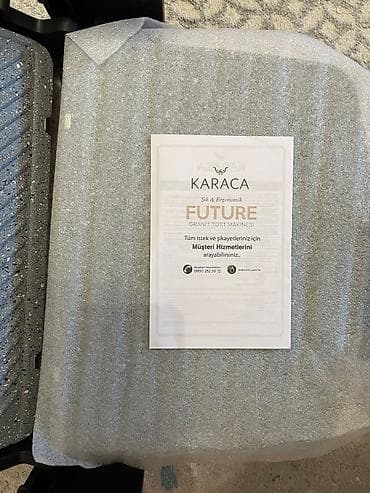 KARACA
Şık & Ergonomik
FUTURE
GRANİT TOST MAKİNESİ
Tüm istek ve şikayetleriniz için
Müşteri Hizmetlerini
arayabilirsiniz.